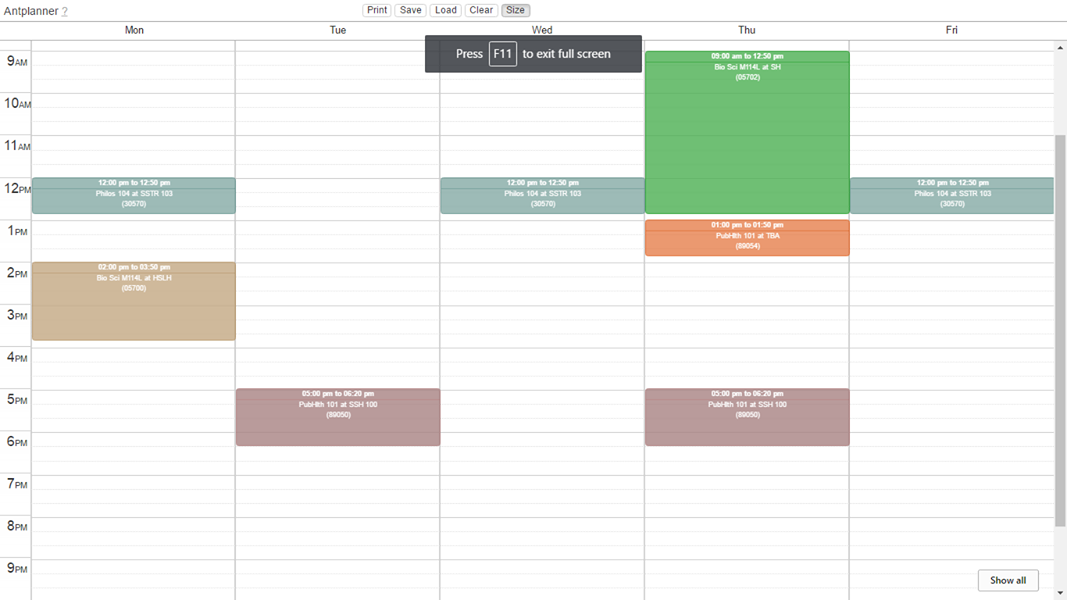 Antplanner ?
Print Save Load Clear Size
Mon Tue Wed Thu Fri
Press F11 to exit full screen
9AM
09:00 am to 12:50 pm
Bio Sci M114L at SH
(05702)
10AM
11AM
12PM
12:00 pm to 12:50 pm
Philos 104 at SSTR 103
(30570)
12:00 pm to 12:50 pm
Philos 104 at SSTR 103
(30570)
12:00 pm to 12:50 pm
Philos 104 at SSTR 103
(30570)
1PM
01:00 pm to 01:50 pm
PubHlth 101 at TBA
(89054)
2PM
02:00 pm to 03:50 pm
Bio Sci M114L at HSLH
(05700)
3PM
4PM
5PM
05:00 pm to 06:20 pm
PubHlth 101 at SSH 100
(89050)
05:00 pm to 06:20 pm
PubHlth 101 at SSH 100
(89050)
6PM
7PM
8PM
9PM
Show all